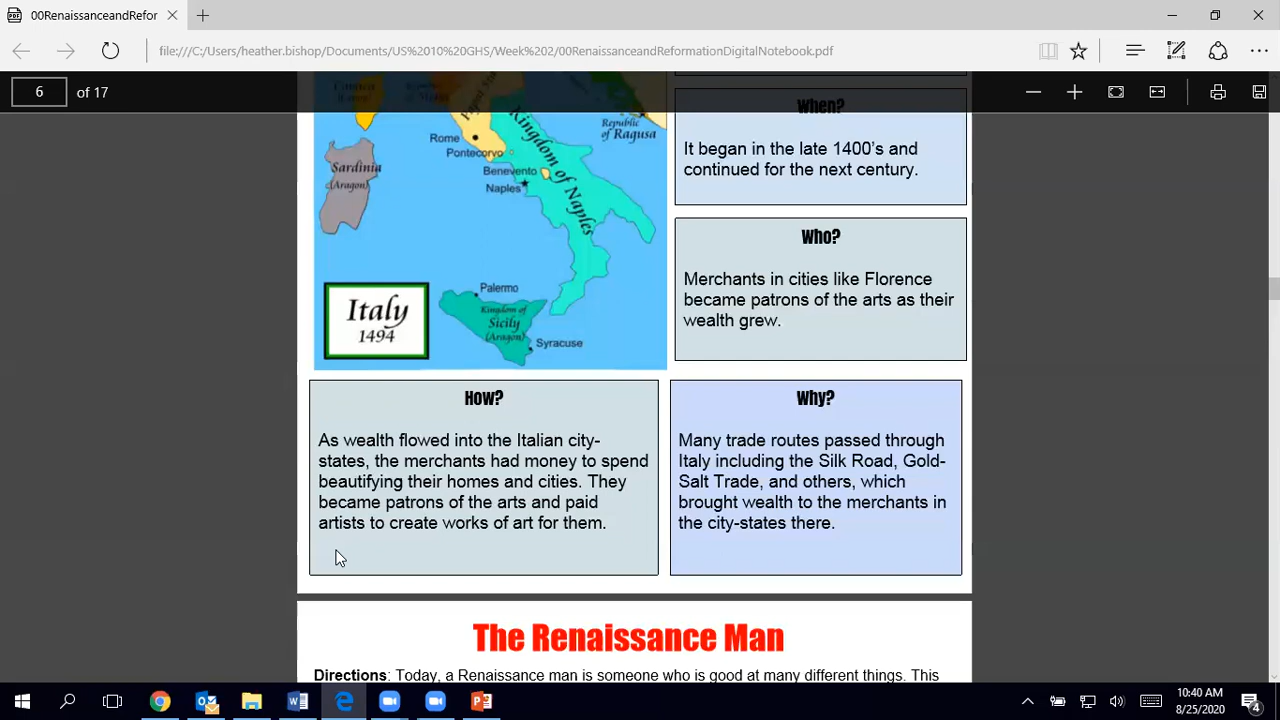 00RenaissanceandRefor
file:///C:/Users/heather.bishop/Documents/US%2010%20GHS/Week%202/00RenaissanceandReformationDigitalNotebook.pdf
6 of 17
Republic
of Ragusa
Rome
Pontecorvo
Kingdom of Naples
Benevento
Naples
Sardinia
(Aragon)
Italy
1494
Palermo
Kingdom
of
Sicily
(Aragon)
Syracuse
When?
It began in the late 1400's and
continued for the next century.
Who?
Merchants in cities like Florence
became patrons of the arts as their
wealth grew.
How?
As wealth flowed into the Italian city-
states, the merchants had money to spend
beautifying their homes and cities. They
became patrons of the arts and paid
artists to create works of art for them.
Why?
Many trade routes passed through
Italy including the Silk Road, Gold-
Salt Trade, and others, which
brought wealth to the merchants in
the city-states there.
The Renaissance Man
Directions: Today, a Renaissance man is someone who is good at many different things. This
10:40 AM
8/25/2020
4